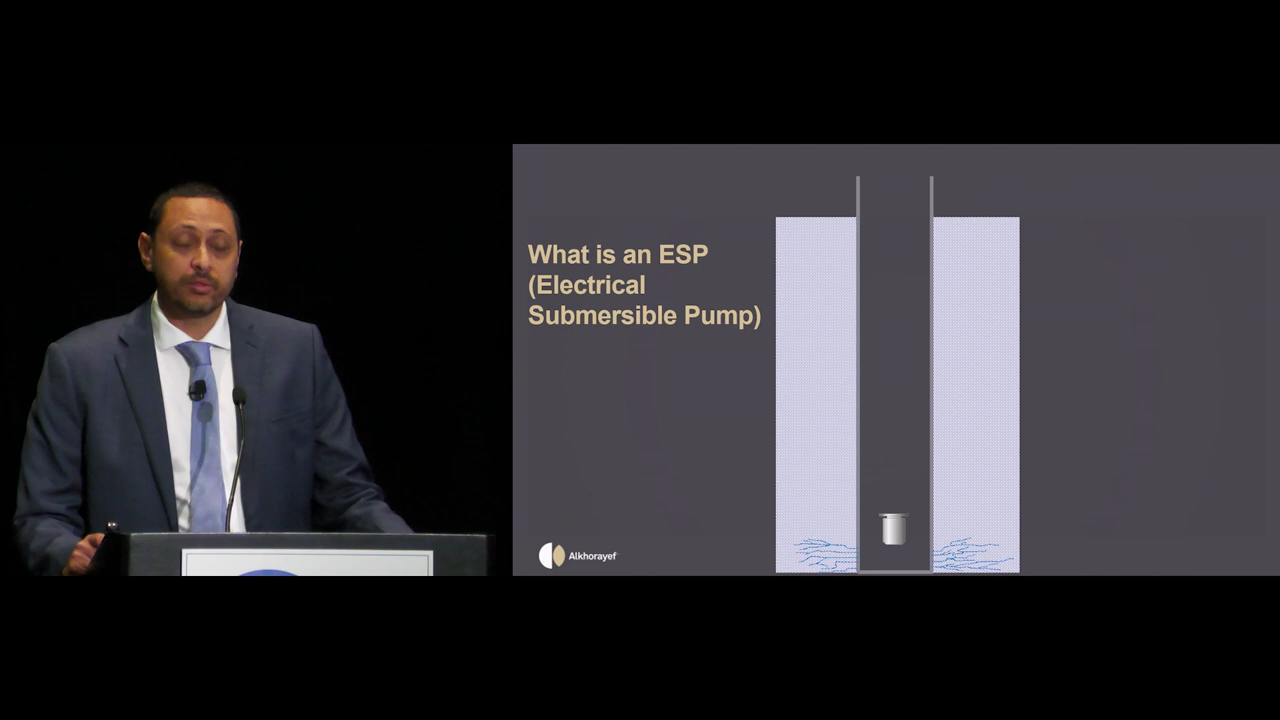 What is an ESP
(Electrical
Submersible Pump)
Alkhorayef